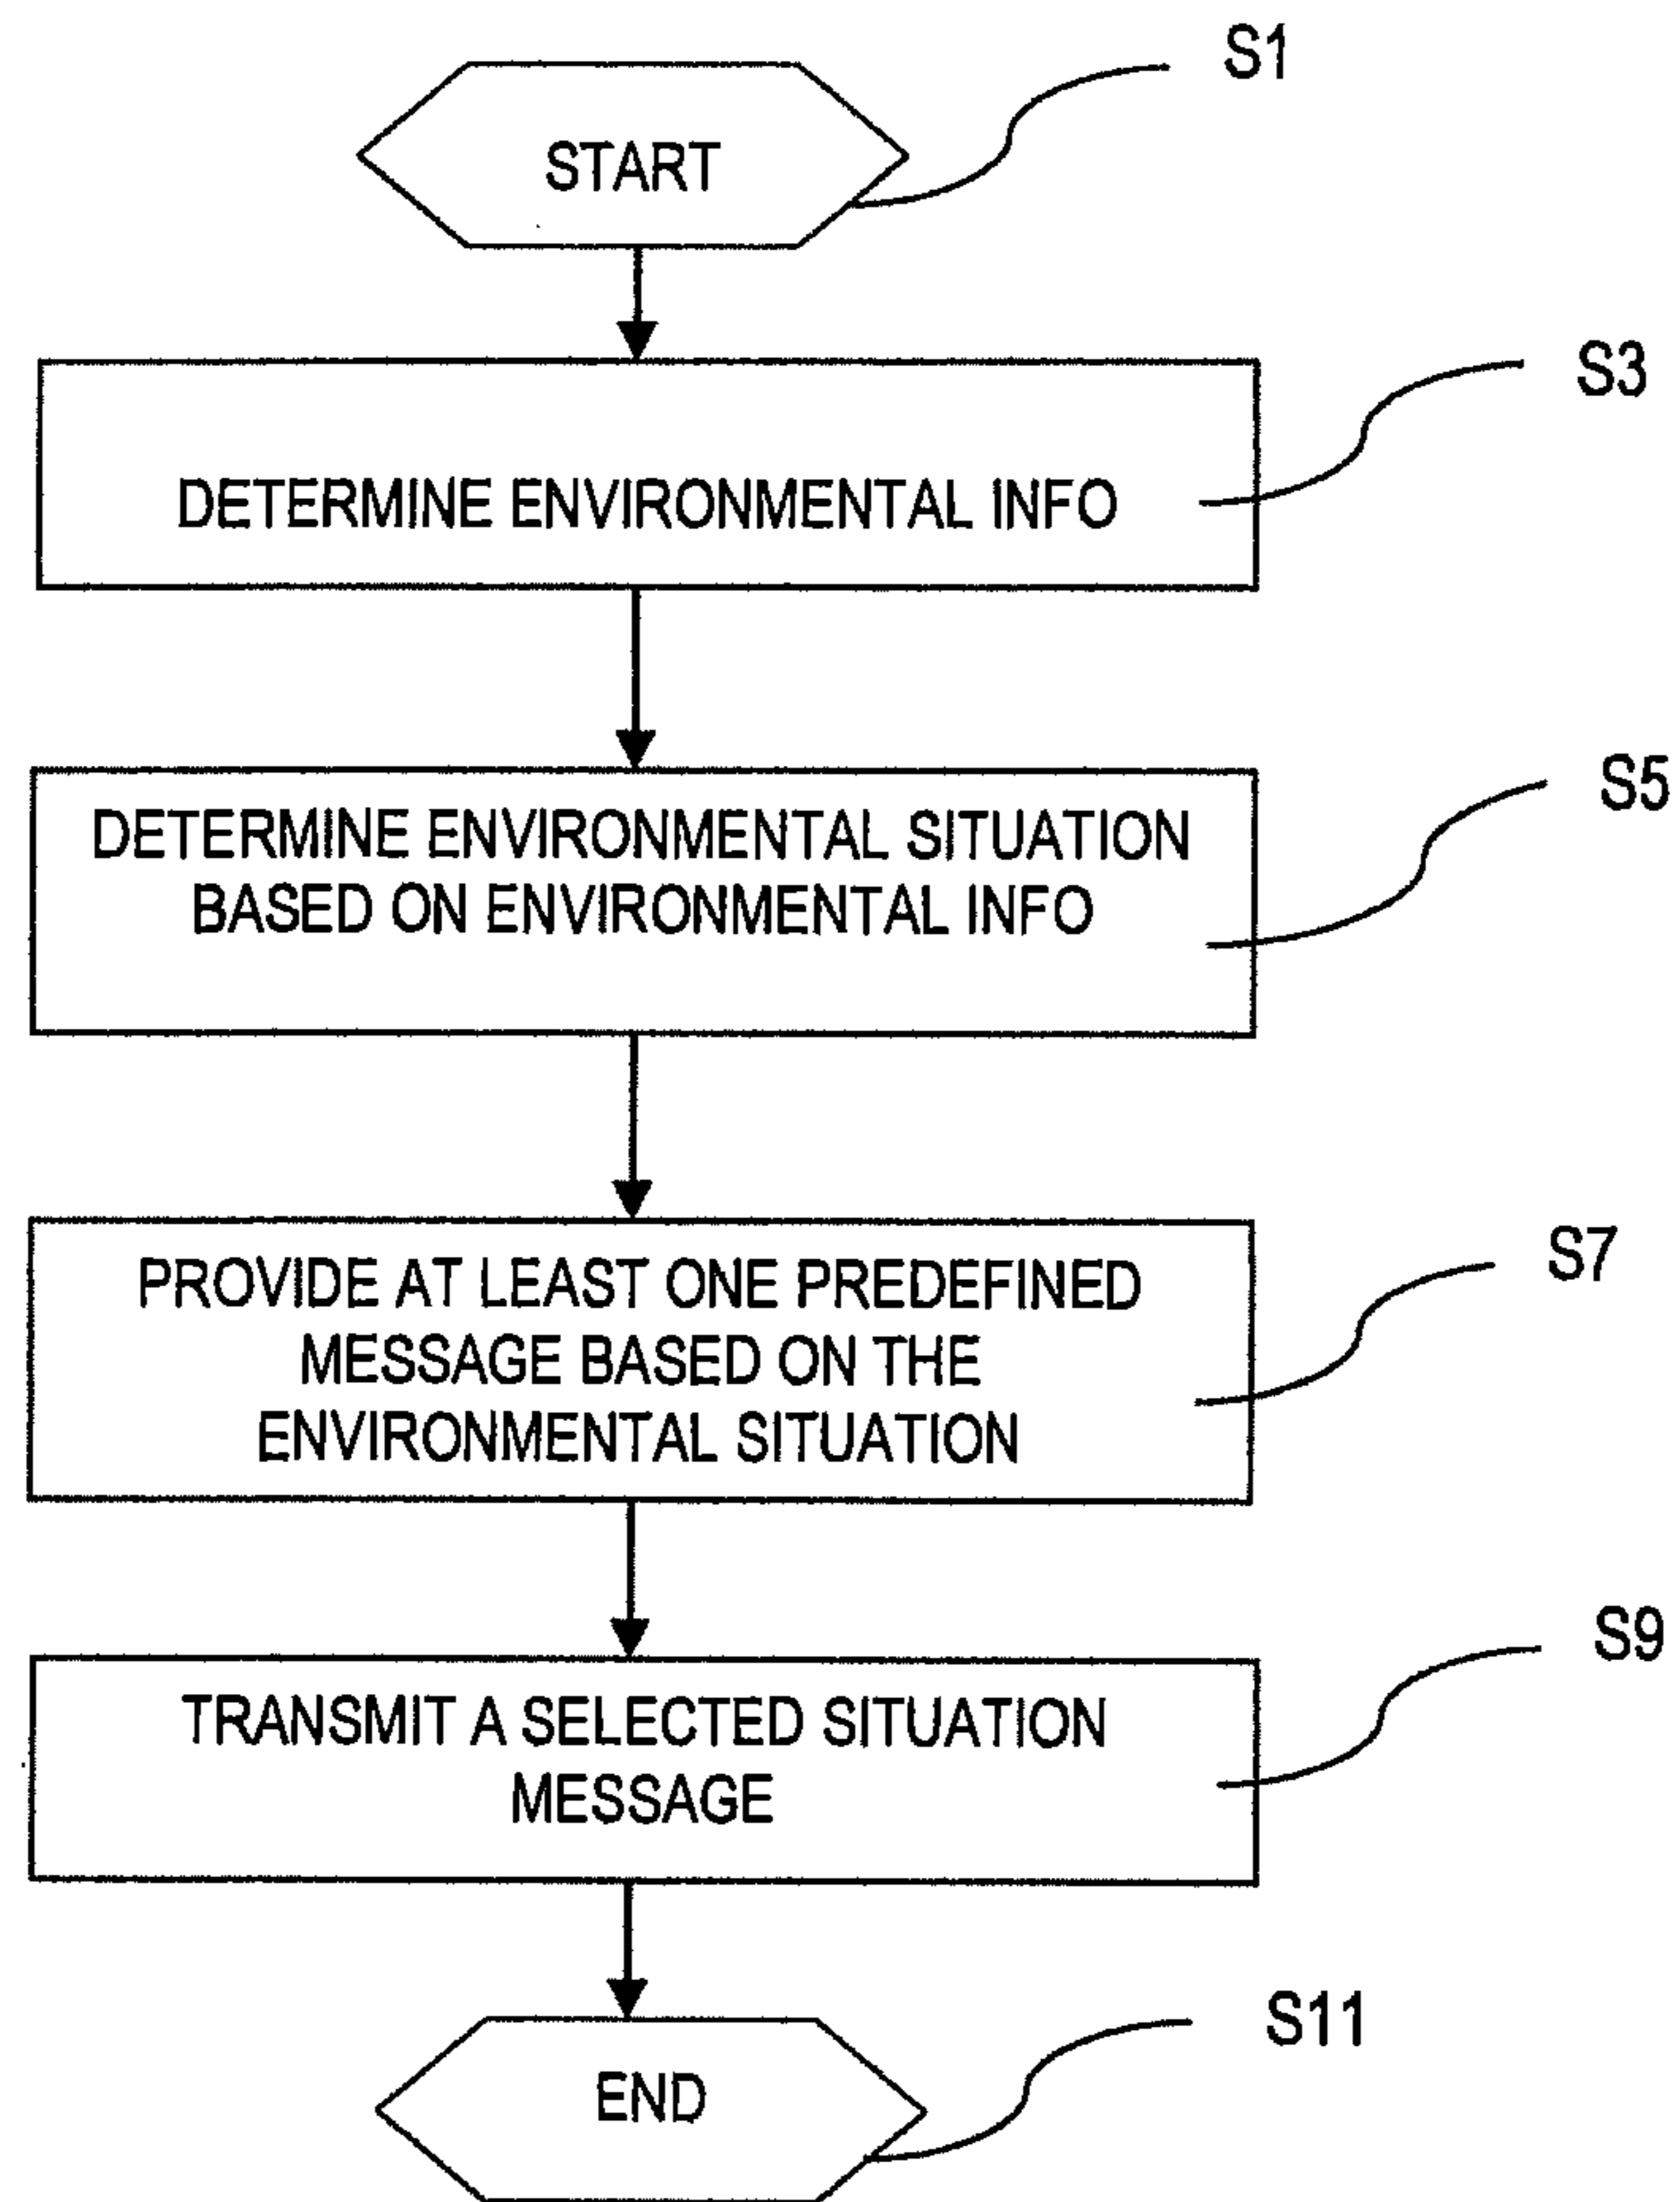 S1
START
S3
DETERMINE ENVIRONMENTAL INFO
S5
DETERMINE ENVIRONMENTAL SITUATION
BASED ON ENVIRONMENTAL INFO
S7
PROVIDE AT LEAST ONE PREDEFINED
MESSAGE BASED ON THE
ENVIRONMENTAL SITUATION
S9
TRANSMIT A SELECTED SITUATION
MESSAGE
S11
END